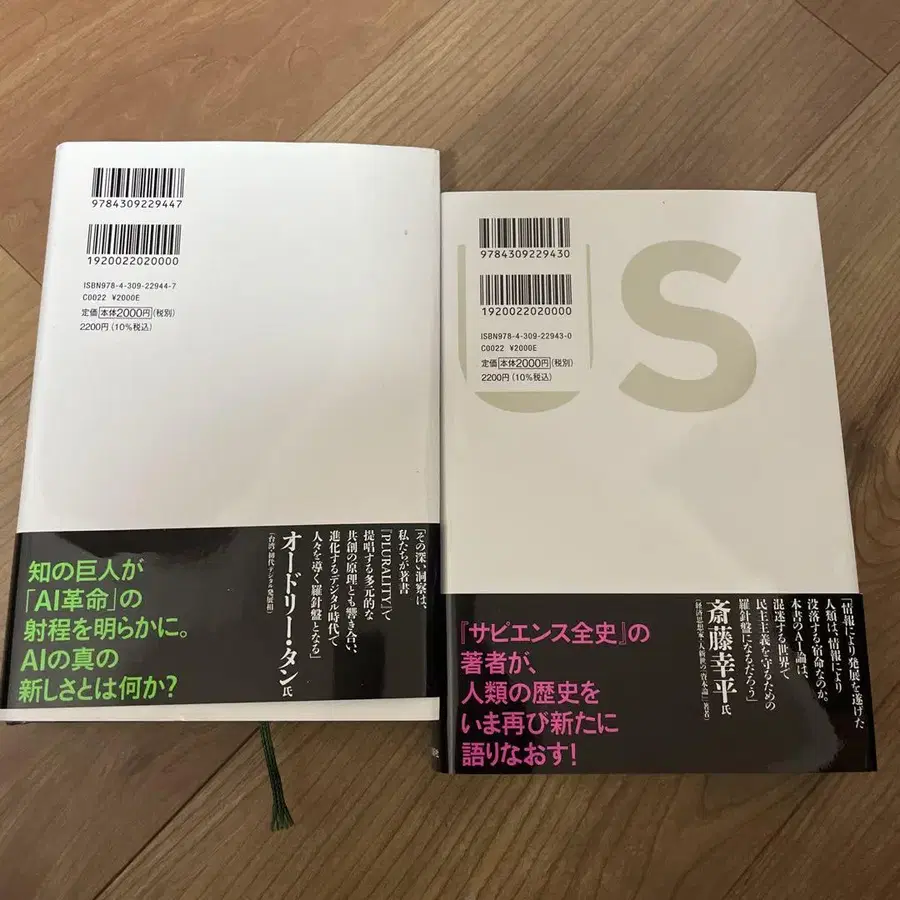 9784309229447
1920022020000
ISBN978-4-309-22944-7
C0022 ¥2000E
定価 本体2000円 (税別)
2200円 (10%税込)
知の巨人が
「AI革命」の
射程を明らかに。
AIの真の
新しさとは何か?
「その深い洞察は、
私たちが著書
『PLURALITY』で
提唱する多元的な
共創の原理とも響き合い、
進化するデジタル時代で
人々を導く羅針盤となる」
オードリー・タン氏
[台湾・初代デジタル発展相]
US
9784309229430
1920022020000
ISBN978-4-309-22943-0
C0022 ¥2000E
定価 本体2000円 (税別)
2200円 (10%税込)
『サピエンス全史』の
著者が、
人類の歴史を
いま再び新たに
語りなおす!
「情報により発展を遂げた
人類は、情報により
没落する宿命なのか。
本書のAI論は、
混迷する世界で
民主主義を守るための
羅針盤になるだろう」
斎藤幸平氏
[経済思想家・『人新世の「資本論」』著者]